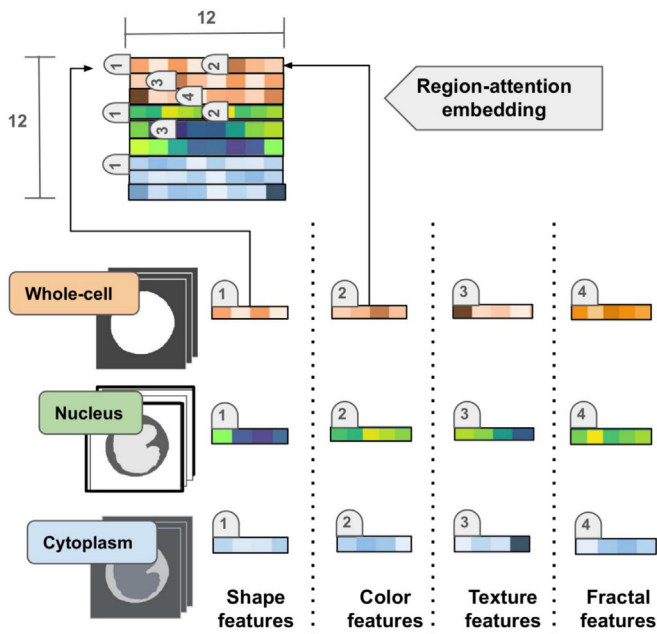 12
1
2
3
4
1
2
3
1
12
Region-attention
embedding
Whole-cell
1
2
3
4
Nucleus
1
2
3
4
Cytoplasm
1
2
3
4
Shape
features
Color
features
Texture
features
Fractal
features